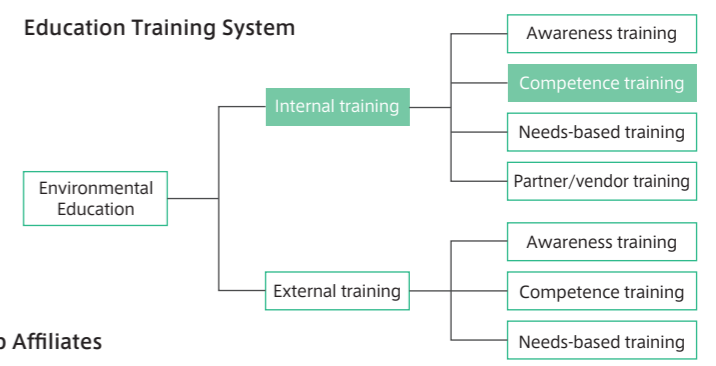 Education Training System
Awareness training
Competence training
Internal training
Needs-based training
Partner/vendor training
Environmental
Education
Awareness training
External training
Competence training
Needs-based training
Affiliates